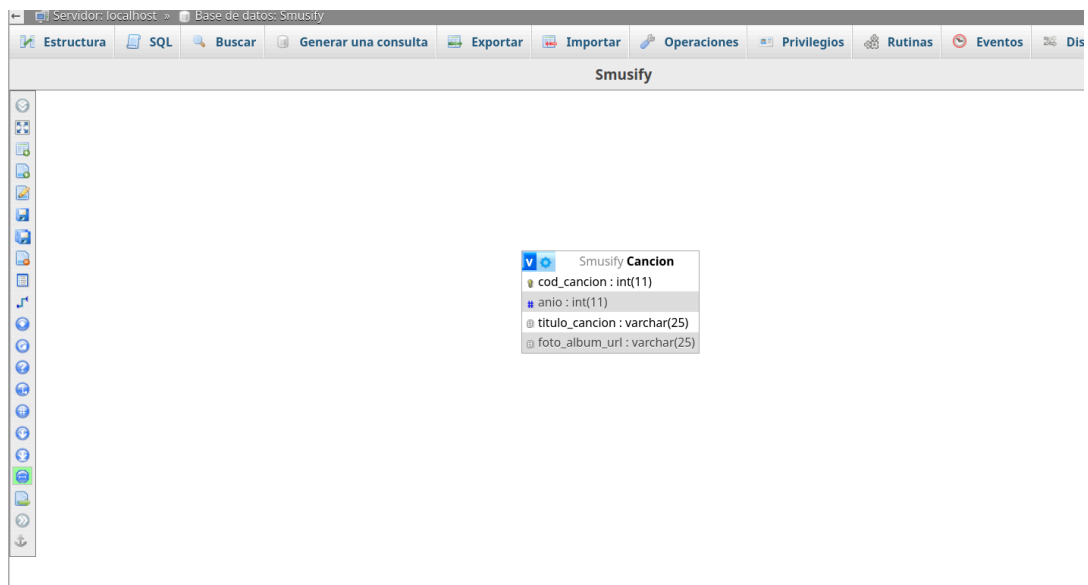 Servidor: localhost » Base de datos: Smusify
Estructura SQL Buscar Generar una consulta Exportar Importar Operaciones Privilegios Rutinas Eventos Dis
Smusify
V Smusify Cancion
cod_cancion : int(11)
# anio : int(11)
titulo_cancion : varchar(25)
foto_album_url : varchar(25)